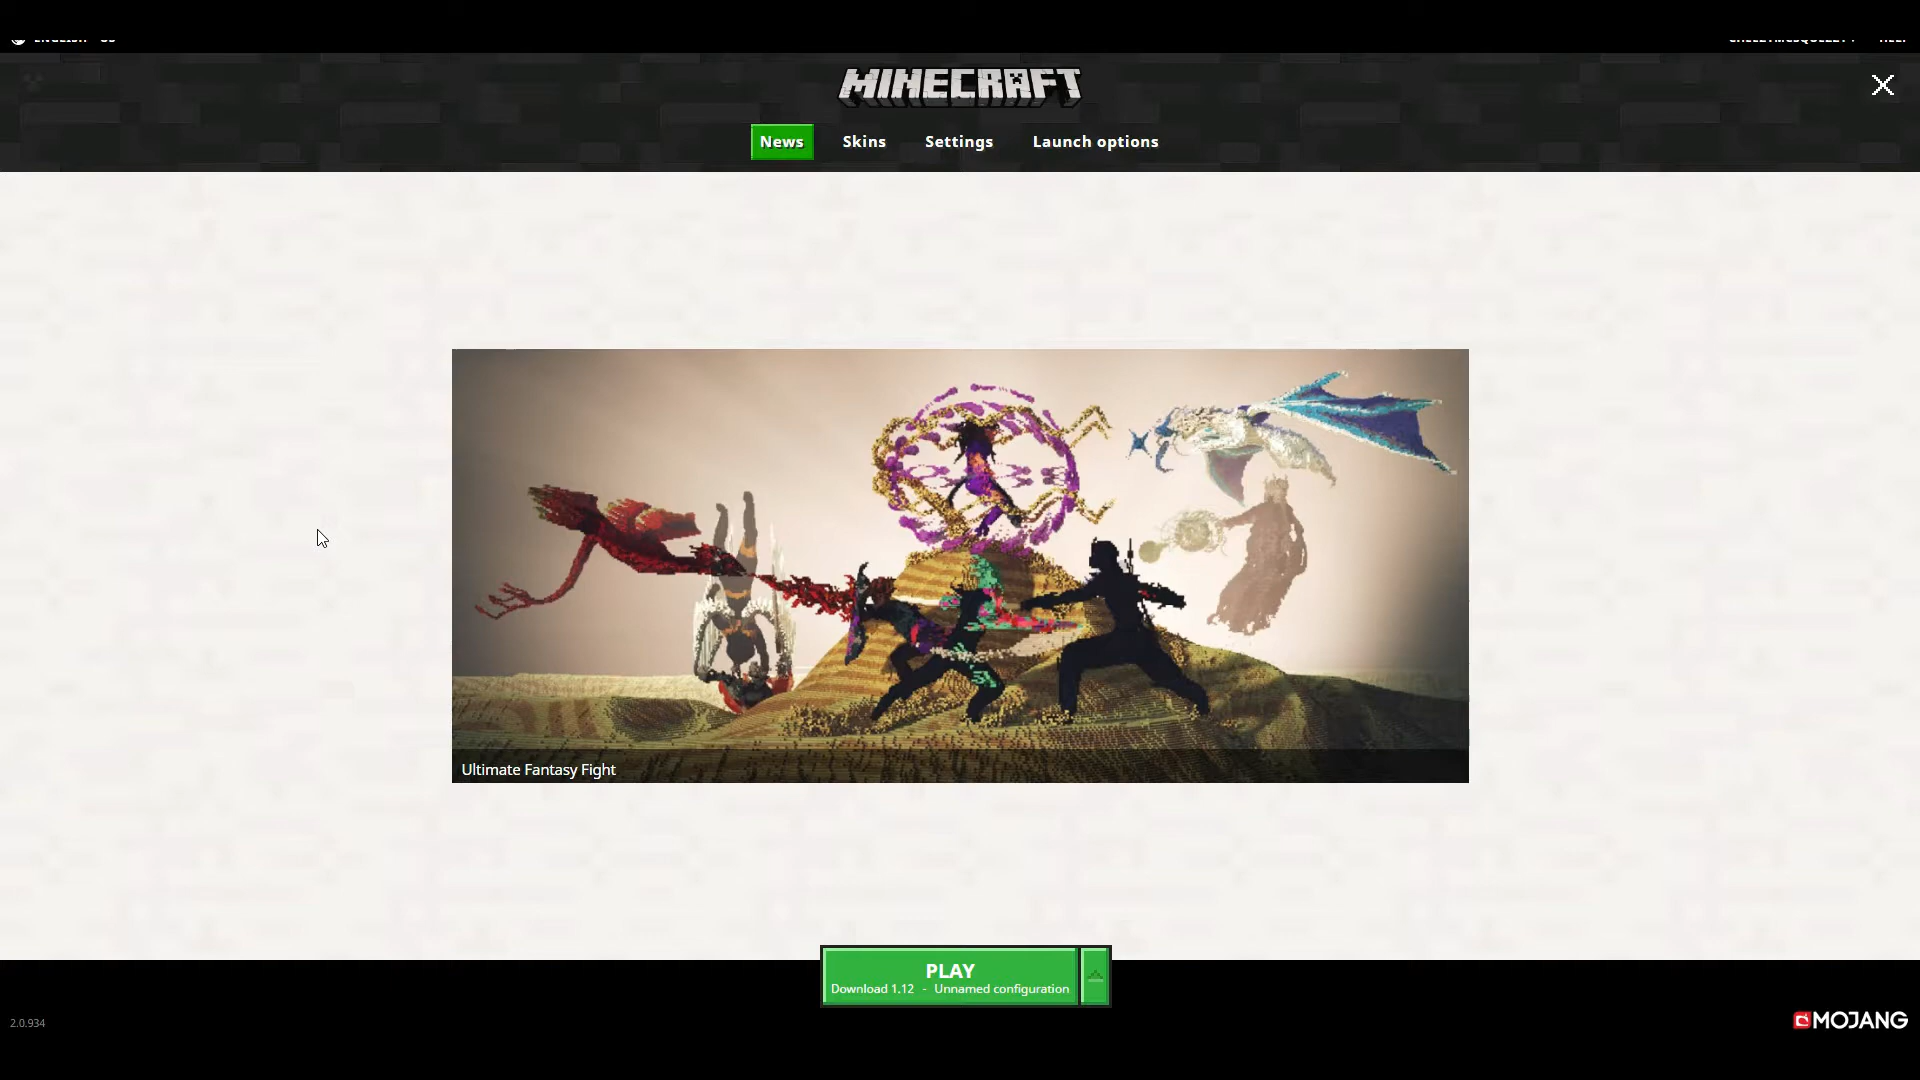 MINECRAFT
News Skins Settings Launch options
Ultimate Fantasy Fight
PLAY
Download 1.12 - Unnamed configuration
2.0.934
MOJANG